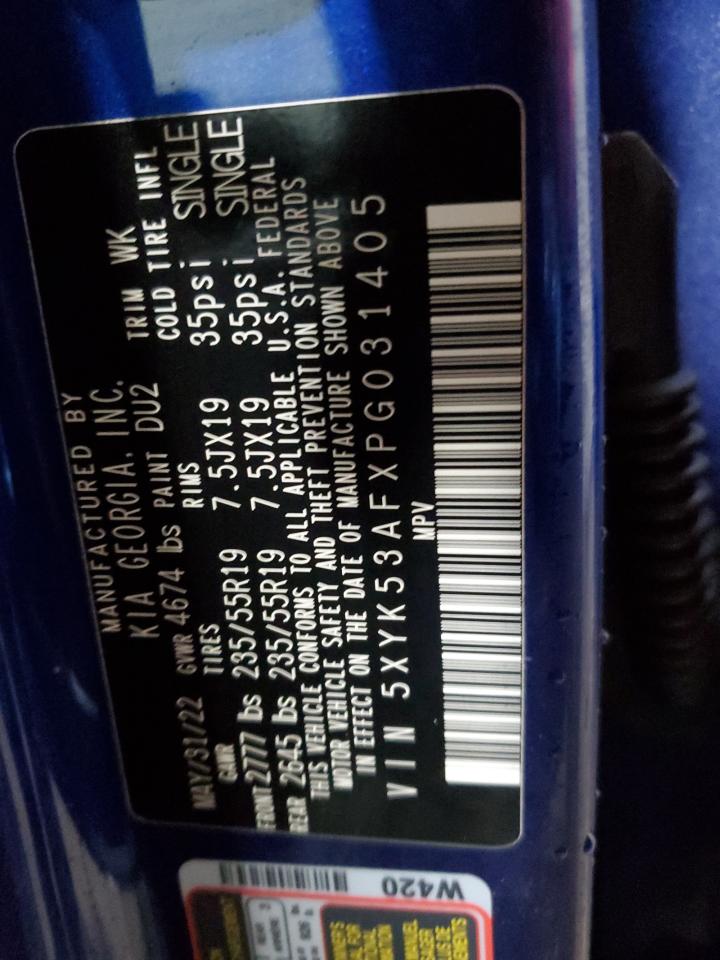 MANUFACTURED BY
KIA GEORGIA, INC.
MAY/31/22 GVWR 4674 lbs PAINT DU2 TRIM WK
GAWR TIRES RIMS COLD TIRE INFL
FRONT 2777 lbs 235/55R19 7.5JX19 35psi SINGLE
REAR 2645 lbs 235/55R19 7.5JX19 35psi SINGLE
THIS VEHICLE CONFORMS TO ALL APPLICABLE U.S.A. FEDERAL
MOTOR VEHICLE SAFETY AND THEFT PREVENTION STANDARDS
IN EFFECT ON THE DATE OF MANUFACTURE SHOWN ABOVE
VIN 5XYK53AFXPG031405
MPV
W420